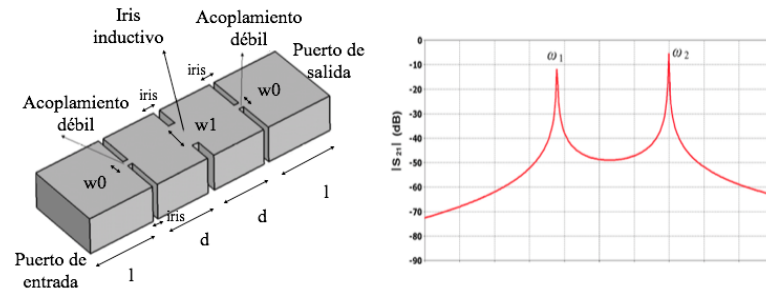 Iris
inductivo
Acoplamiento
débil
Puerto de
salida
iris
iris
w0
Acoplamiento
débil
w1
w0
iris
l
d
d
l
Puerto de
entrada
0
-10
-20
-30
-40
-50
-60
-70
-80
-90
|S21| (dB)
ω1
ω2